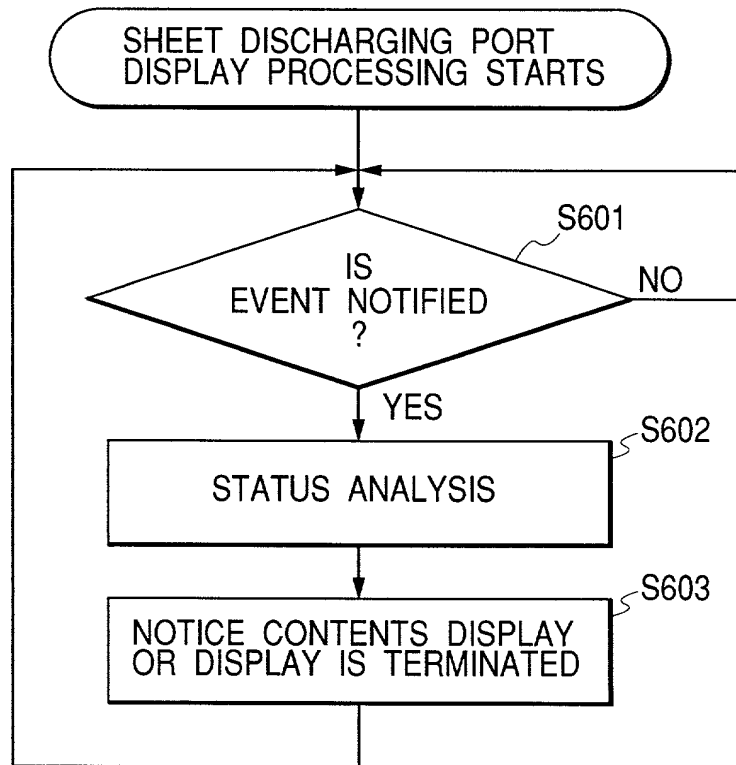 SHEET DISCHARGING PORT
DISPLAY PROCESSING STARTS
S601
IS
EVENT NOTIFIED
?
NO
YES
S602
STATUS ANALYSIS
S603
NOTICE CONTENTS DISPLAY
OR DISPLAY IS TERMINATED